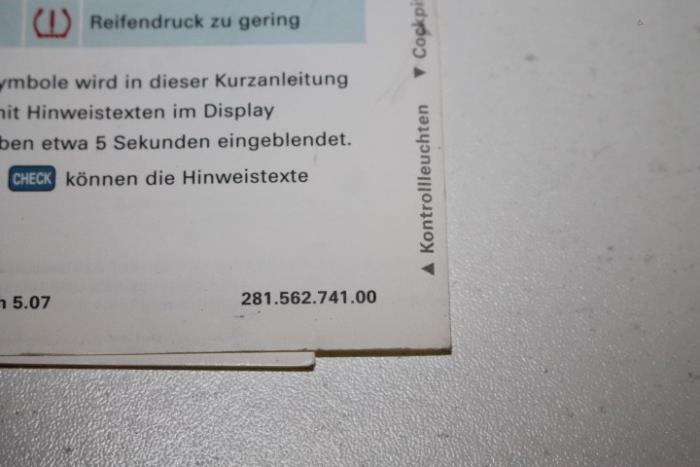 Reifendruck zu gering
ymbole wird in dieser Kurzanleitung
nit Hinweistexten im Display
ben etwa 5 Sekunden eingeblendet.
CHECK können die Hinweistexte
h 5.07
281.562.741.00
▲ Kontrollleuchten ▼ Cockpi